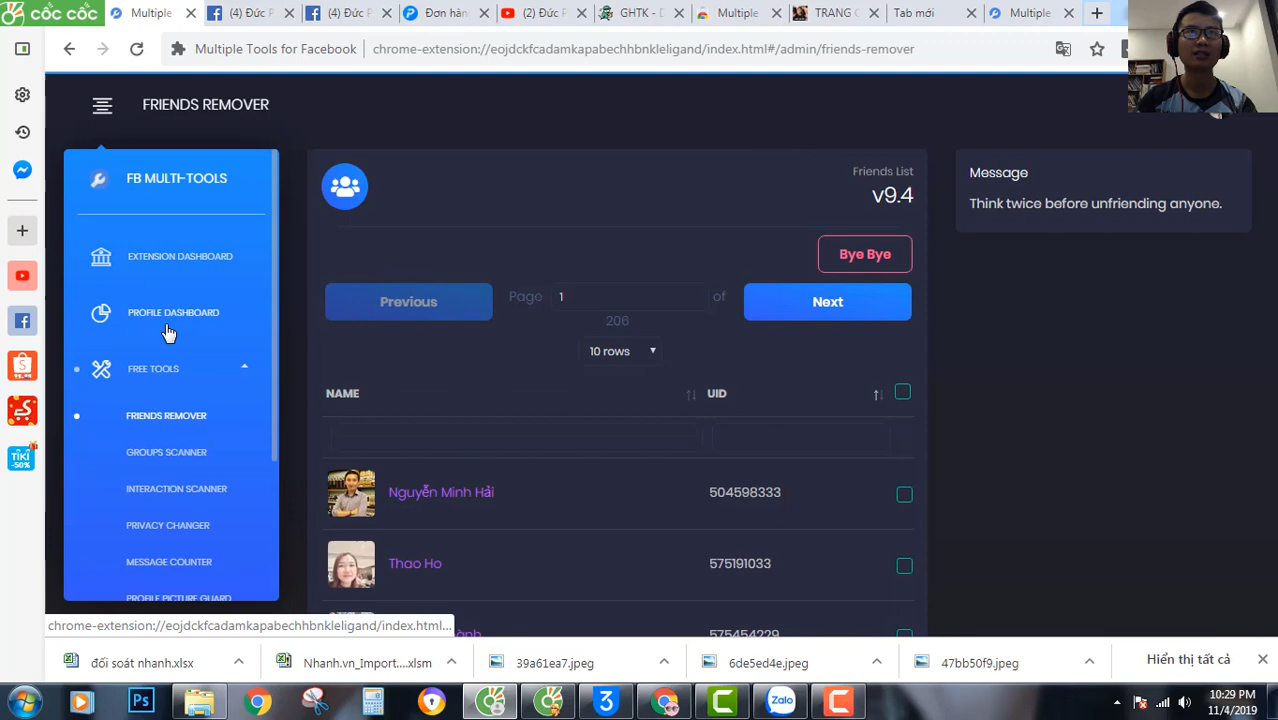 cốc cốc
Multiple
(4) Đức P
(4) Đức P
Đơn hàn
(2) Đức P
GHTK - D
Multiple
TRANG C
Tab mới
Multiple
Multiple Tools for Facebook
chrome-extension://eojdckfcadamkapabechhbnkleligand/index.html#/admin/friends-remover
FRIENDS REMOVER
FB MULTI-TOOLS
EXTENSION DASHBOARD
PROFILE DASHBOARD
FREE TOOLS
FRIENDS REMOVER
GROUPS SCANNER
INTERACTION SCANNER
PRIVACY CHANGER
MESSAGE COUNTER
PROFILE PICTURE GUARD
Friends List
v9.4
Bye Bye
Previous
Page 1 of
206
Next
10 rows
NAME UID
Nguyễn Minh Hải 504598333
Thao Ho 575191033
575454229
Message
Think twice before unfriending anyone.
TIKI
-50%
chrome-extension://eojdckfcadamkapabechhbnkleligand/index.html...
đối soát nhanh.xlsx
Nhanh.vn_Import....xlsm
39a61ea7.jpeg
6de5ed4e.jpeg
47bb50f9.jpeg
Hiển thị tất cả
Ps
3
C
Zalo
C
10:29 PM
11/4/2019